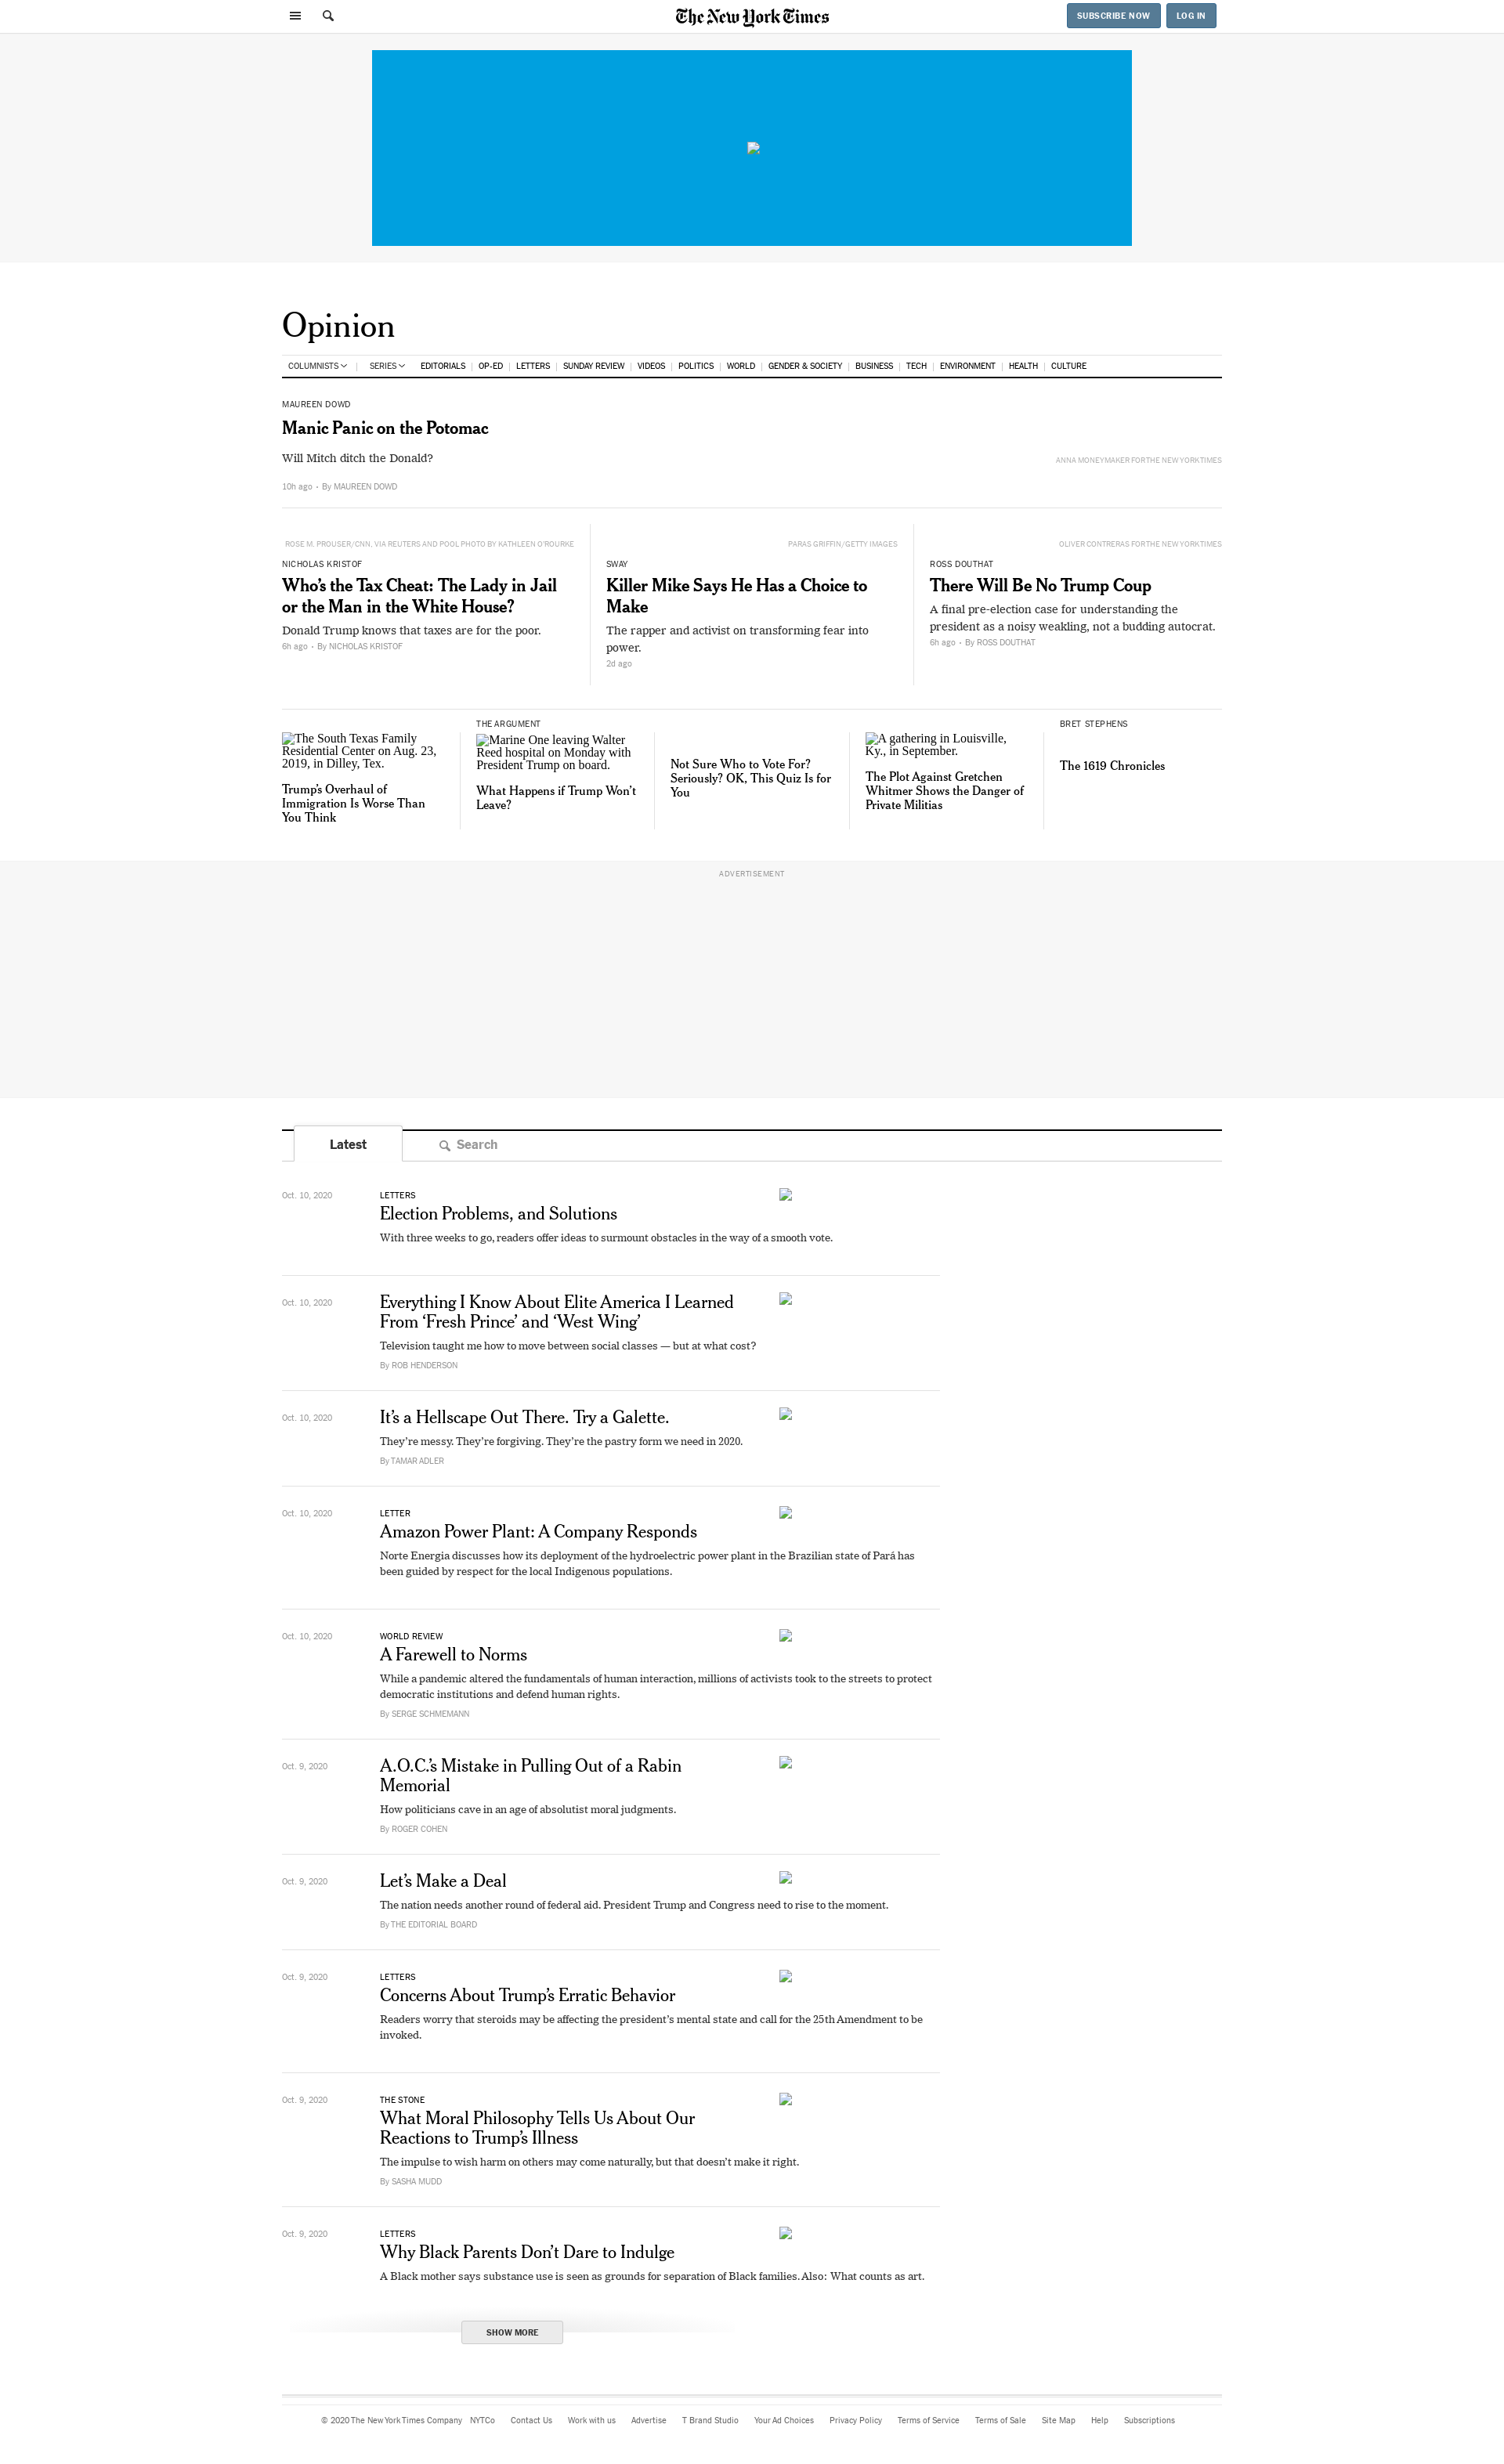 The New York Times
SUBSCRIBE NOW
LOG IN
Opinion
COLUMNISTS | SERIES EDITORIALS | OP-ED | LETTERS | SUNDAY REVIEW | VIDEOS | POLITICS | WORLD | GENDER & SOCIETY | BUSINESS | TECH | ENVIRONMENT | HEALTH | CULTURE
MAUREEN DOWD
Manic Panic on the Potomac
Will Mitch ditch the Donald?
ANNA MONEYMAKER FOR THE NEW YORK TIMES
10h ago • By MAUREEN DOWD
ROSE M. PROUSER/CNN, VIA REUTERS AND POOL PHOTO BY KATHLEEN O'ROURKE
NICHOLAS KRISTOF
Who’s the Tax Cheat: The Lady in Jail
or the Man in the White House?
Donald Trump knows that taxes are for the poor.
6h ago • By NICHOLAS KRISTOF
PARAS GRIFFIN/GETTY IMAGES
SWAY
Killer Mike Says He Has a Choice to
Make
The rapper and activist on transforming fear into
power.
2d ago
OLIVER CONTRERAS FOR THE NEW YORK TIMES
ROSS DOUTHAT
There Will Be No Trump Coup
A final pre-election case for understanding the
president as a noisy weakling, not a budding autocrat.
6h ago • By ROSS DOUTHAT
The South Texas Family
Residential Center on Aug. 23,
2019, in Dilley, Tex.
Trump’s Overhaul of
Immigration Is Worse Than
You Think
THE ARGUMENT
Marine One leaving Walter
Reed hospital on Monday with
President Trump on board.
What Happens if Trump Won’t
Leave?
Not Sure Who to Vote For?
Seriously? OK, This Quiz Is for
You
A gathering in Louisville,
Ky., in September.
The Plot Against Gretchen
Whitmer Shows the Danger of
Private Militias
BRET STEPHENS
The 1619 Chronicles
ADVERTISEMENT
Latest
Search
Oct. 10, 2020
LETTERS
Election Problems, and Solutions
With three weeks to go, readers offer ideas to surmount obstacles in the way of a smooth vote.
Oct. 10, 2020
Everything I Know About Elite America I Learned
From ‘Fresh Prince’ and ‘West Wing’
Television taught me how to move between social classes — but at what cost?
By ROB HENDERSON
Oct. 10, 2020
It’s a Hellscape Out There. Try a Galette.
They’re messy. They’re forgiving. They’re the pastry form we need in 2020.
By TAMAR ADLER
Oct. 10, 2020
LETTER
Amazon Power Plant: A Company Responds
Norte Energia discusses how its deployment of the hydroelectric power plant in the Brazilian state of Pará has
been guided by respect for the local Indigenous populations.
Oct. 10, 2020
WORLD REVIEW
A Farewell to Norms
While a pandemic altered the fundamentals of human interaction, millions of activists took to the streets to protect
democratic institutions and defend human rights.
By SERGE SCHMEMANN
Oct. 9, 2020
A.O.C.’s Mistake in Pulling Out of a Rabin
Memorial
How politicians cave in an age of absolutist moral judgments.
By ROGER COHEN
Oct. 9, 2020
Let’s Make a Deal
The nation needs another round of federal aid. President Trump and Congress need to rise to the moment.
By THE EDITORIAL BOARD
Oct. 9, 2020
LETTERS
Concerns About Trump’s Erratic Behavior
Readers worry that steroids may be affecting the president’s mental state and call for the 25th Amendment to be
invoked.
Oct. 9, 2020
THE STONE
What Moral Philosophy Tells Us About Our
Reactions to Trump’s Illness
The impulse to wish harm on others may come naturally, but that doesn’t make it right.
By SASHA MUDD
Oct. 9, 2020
LETTERS
Why Black Parents Don’t Dare to Indulge
A Black mother says substance use is seen as grounds for separation of Black families. Also: What counts as art.
SHOW MORE
© 2020 The New York Times Company NYTCo Contact Us Work with us Advertise T Brand Studio Your Ad Choices Privacy Policy Terms of Service Terms of Sale Site Map Help Subscriptions